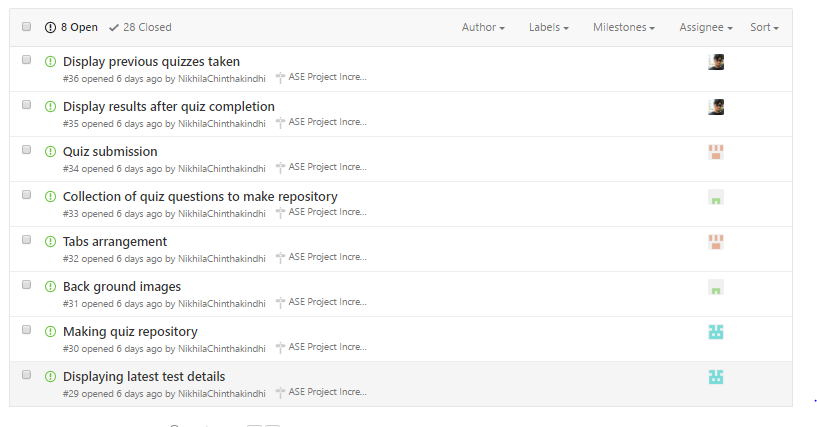 8 Open 28 Closed Author Labels Milestones Assignee Sort
Display previous quizzes taken
#36 opened 6 days ago by NikhilaChinthakindhi ASE Project Incre...
Display results after quiz completion
#35 opened 6 days ago by NikhilaChinthakindhi ASE Project Incre...
Quiz submission
#34 opened 6 days ago by NikhilaChinthakindhi ASE Project Incre...
Collection of quiz questions to make repository
#33 opened 6 days ago by NikhilaChinthakindhi ASE Project Incre...
Tabs arrangement
#32 opened 6 days ago by NikhilaChinthakindhi ASE Project Incre...
Back ground images
#31 opened 6 days ago by NikhilaChinthakindhi ASE Project Incre...
Making quiz repository
#30 opened 6 days ago by NikhilaChinthakindhi ASE Project Incre...
Displaying latest test details
#29 opened 6 days ago by NikhilaChinthakindhi ASE Project Incre...